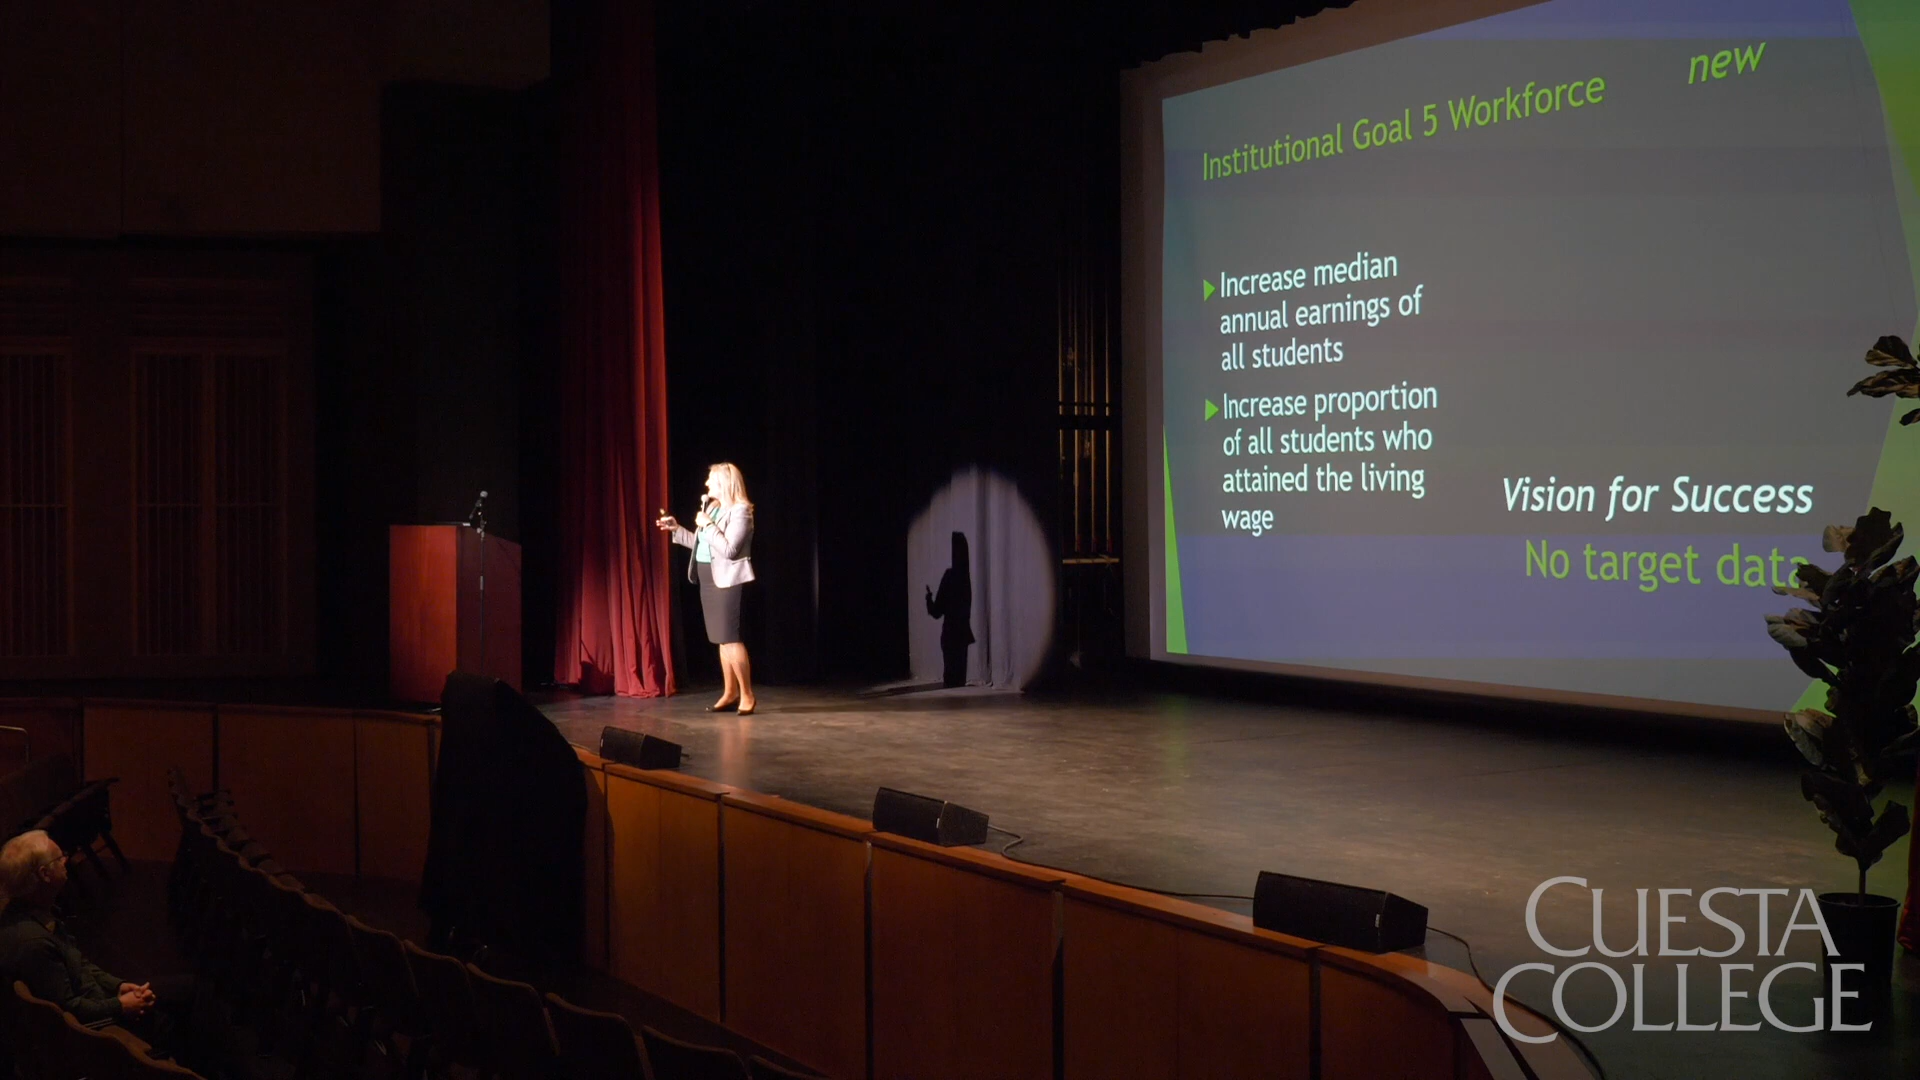 Institutional Goal 5 Workforce
new
Increase median
annual earnings of
all students
Increase proportion
of all students who
attained the living
wage
Vision for Success
No target data
CUESTA
COLLEGE